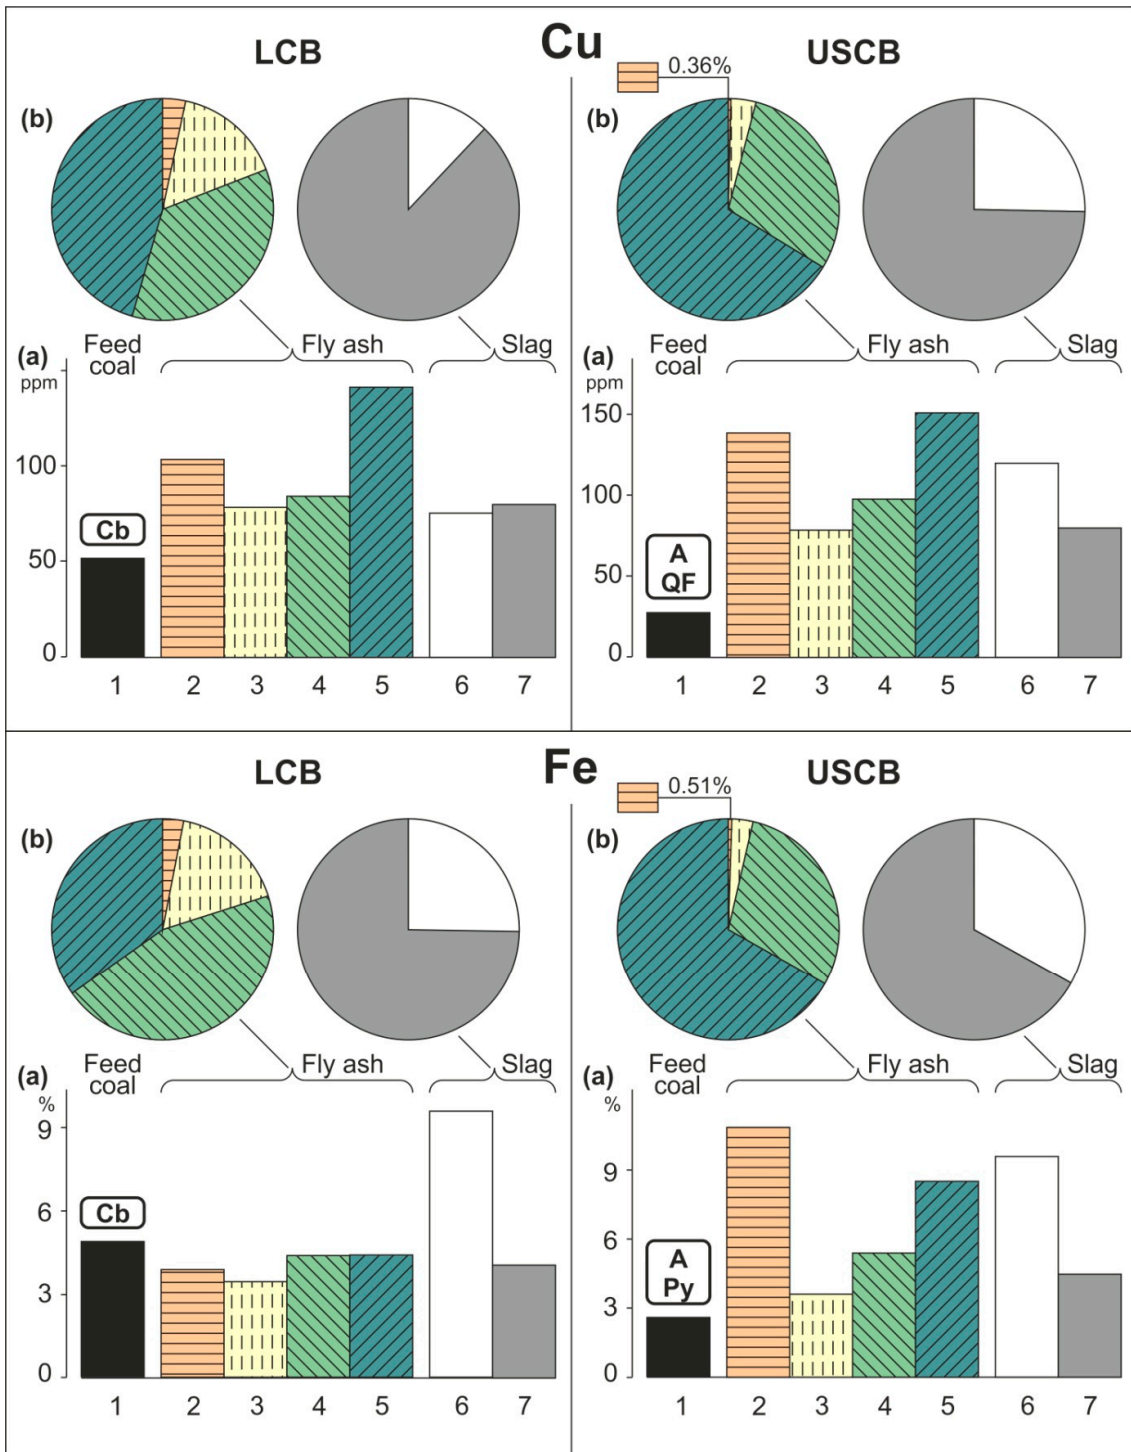 Cu
LCB
USCB
(b)
(b)
0.36%
Feed
coal
Fly ash
Slag
(a)
ppm
100
50
0
Cb
1 2 3 4 5 6 7
Feed
coal
Fly ash
Slag
(a)
ppm
150
100
50
0
A
QF
1 2 3 4 5 6 7
Fe
LCB
USCB
(b)
(b)
0.51%
Feed
coal
Fly ash
Slag
(a)
%
9
6
3
0
Cb
1 2 3 4 5 6 7
Feed
coal
Fly ash
Slag
(a)
%
9
6
3
0
A
Py
1 2 3 4 5 6 7